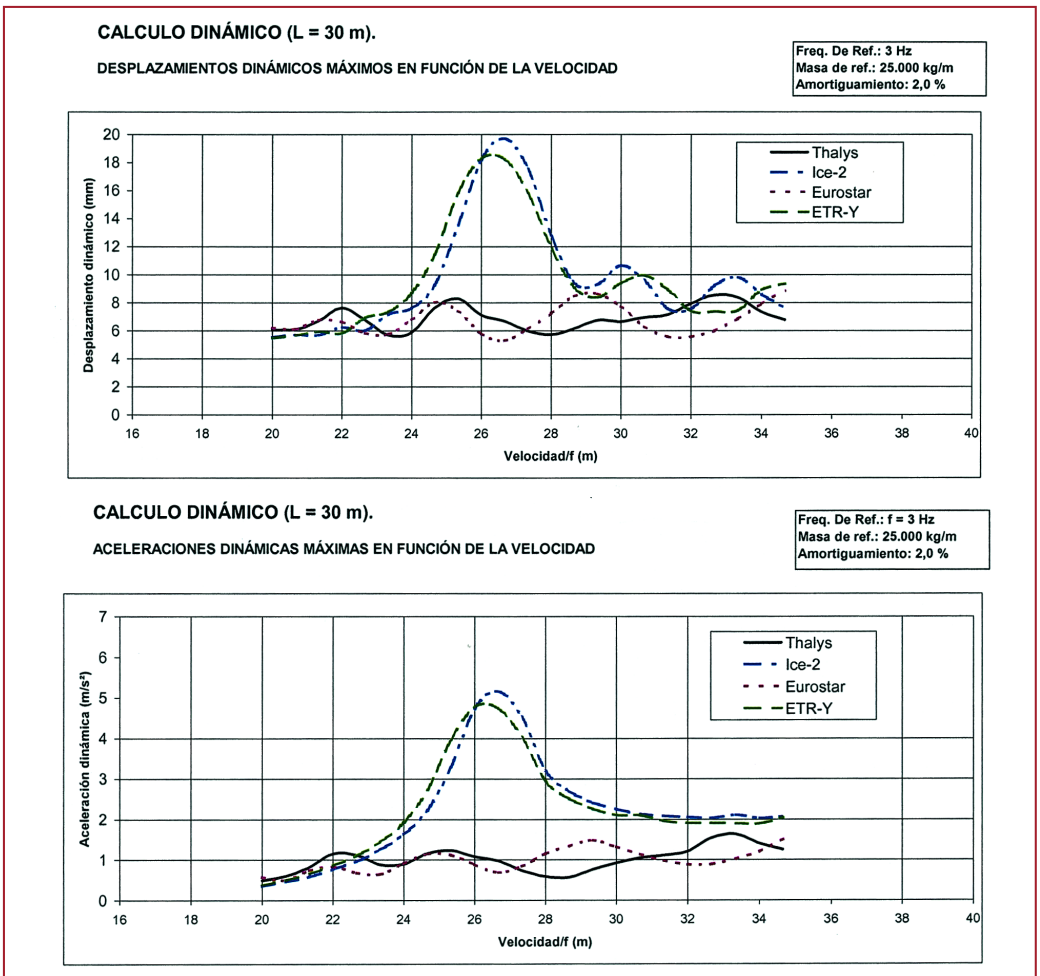 CALCULO DINÁMICO (L = 30 m).
DESPLAZAMIENTOS DINÁMICOS MÁXIMOS EN FUNCIÓN DE LA VELOCIDAD
Freq. De Ref.: 3 Hz
Masa de ref.: 25.000 kg/m
Amortiguamiento: 2,0 %
Desplazamiento dinámico (mm)
20
18
16
14
12
10
8
6
4
2
0
Thalys
Ice-2
Eurostar
ETR-Y
16 18 20 22 24 26 28 30 32 34 36 38 40
Velocidad/f (m)
CALCULO DINÁMICO (L = 30 m).
ACELERACIONES DINÁMICAS MÁXIMAS EN FUNCIÓN DE LA VELOCIDAD
Freq. De Ref.: f = 3 Hz
Masa de ref.: 25.000 kg/m
Amortiguamiento: 2,0 %
Aceleración dinámica (m/s²)
7
6
5
4
3
2
1
0
Thalys
Ice-2
Eurostar
ETR-Y
16 18 20 22 24 26 28 30 32 34 36 38 40
Velocidad/f (m)